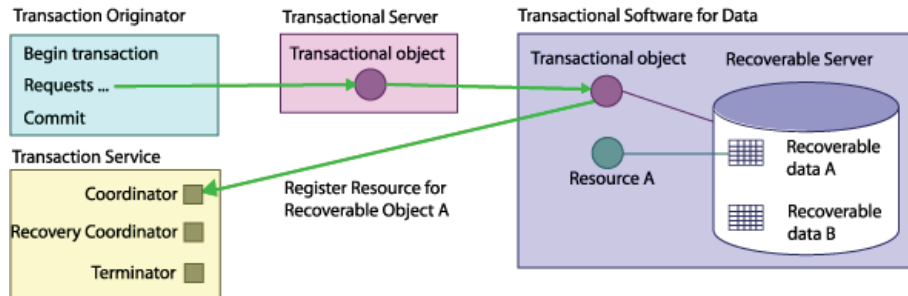 Transaction Originator
Begin transaction
Requests ...
Commit
Transactional Server
Transactional object
Transactional Software for Data
Transactional object
Recoverable Server
Resource A
Recoverable
data A
Recoverable
data B
Transaction Service
Coordinator
Recovery Coordinator
Terminator
Register Resource for
Recoverable Object A